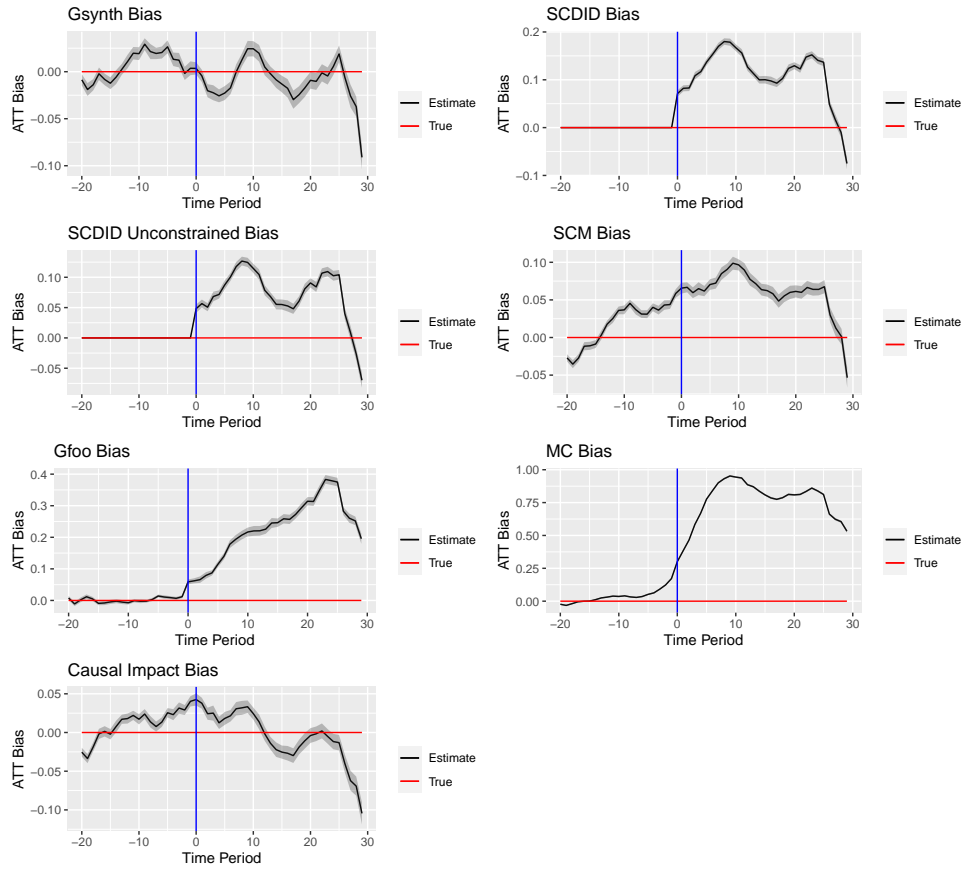 Gsynth Bias
ATT Bias
0.00
−0.05
−0.10
−20 −10 0 10 20 30
Time Period
Estimate
True
SCDID Bias
ATT Bias
0.2
0.1
0.0
−0.1
−20 −10 0 10 20 30
Time Period
Estimate
True
SCDID Unconstrained Bias
ATT Bias
0.10
0.05
0.00
−0.05
−20 −10 0 10 20 30
Time Period
Estimate
True
SCM Bias
ATT Bias
0.10
0.05
0.00
−0.05
−20 −10 0 10 20 30
Time Period
Estimate
True
Gfoo Bias
ATT Bias
0.4
0.3
0.2
0.1
0.0
−20 −10 0 10 20 30
Time Period
Estimate
True
MC Bias
ATT Bias
1.00
0.75
0.50
0.25
0.00
−20 −10 0 10 20 30
Time Period
Estimate
True
Causal Impact Bias
ATT Bias
0.05
0.00
−0.05
−0.10
−20 −10 0 10 20 30
Time Period
Estimate
True